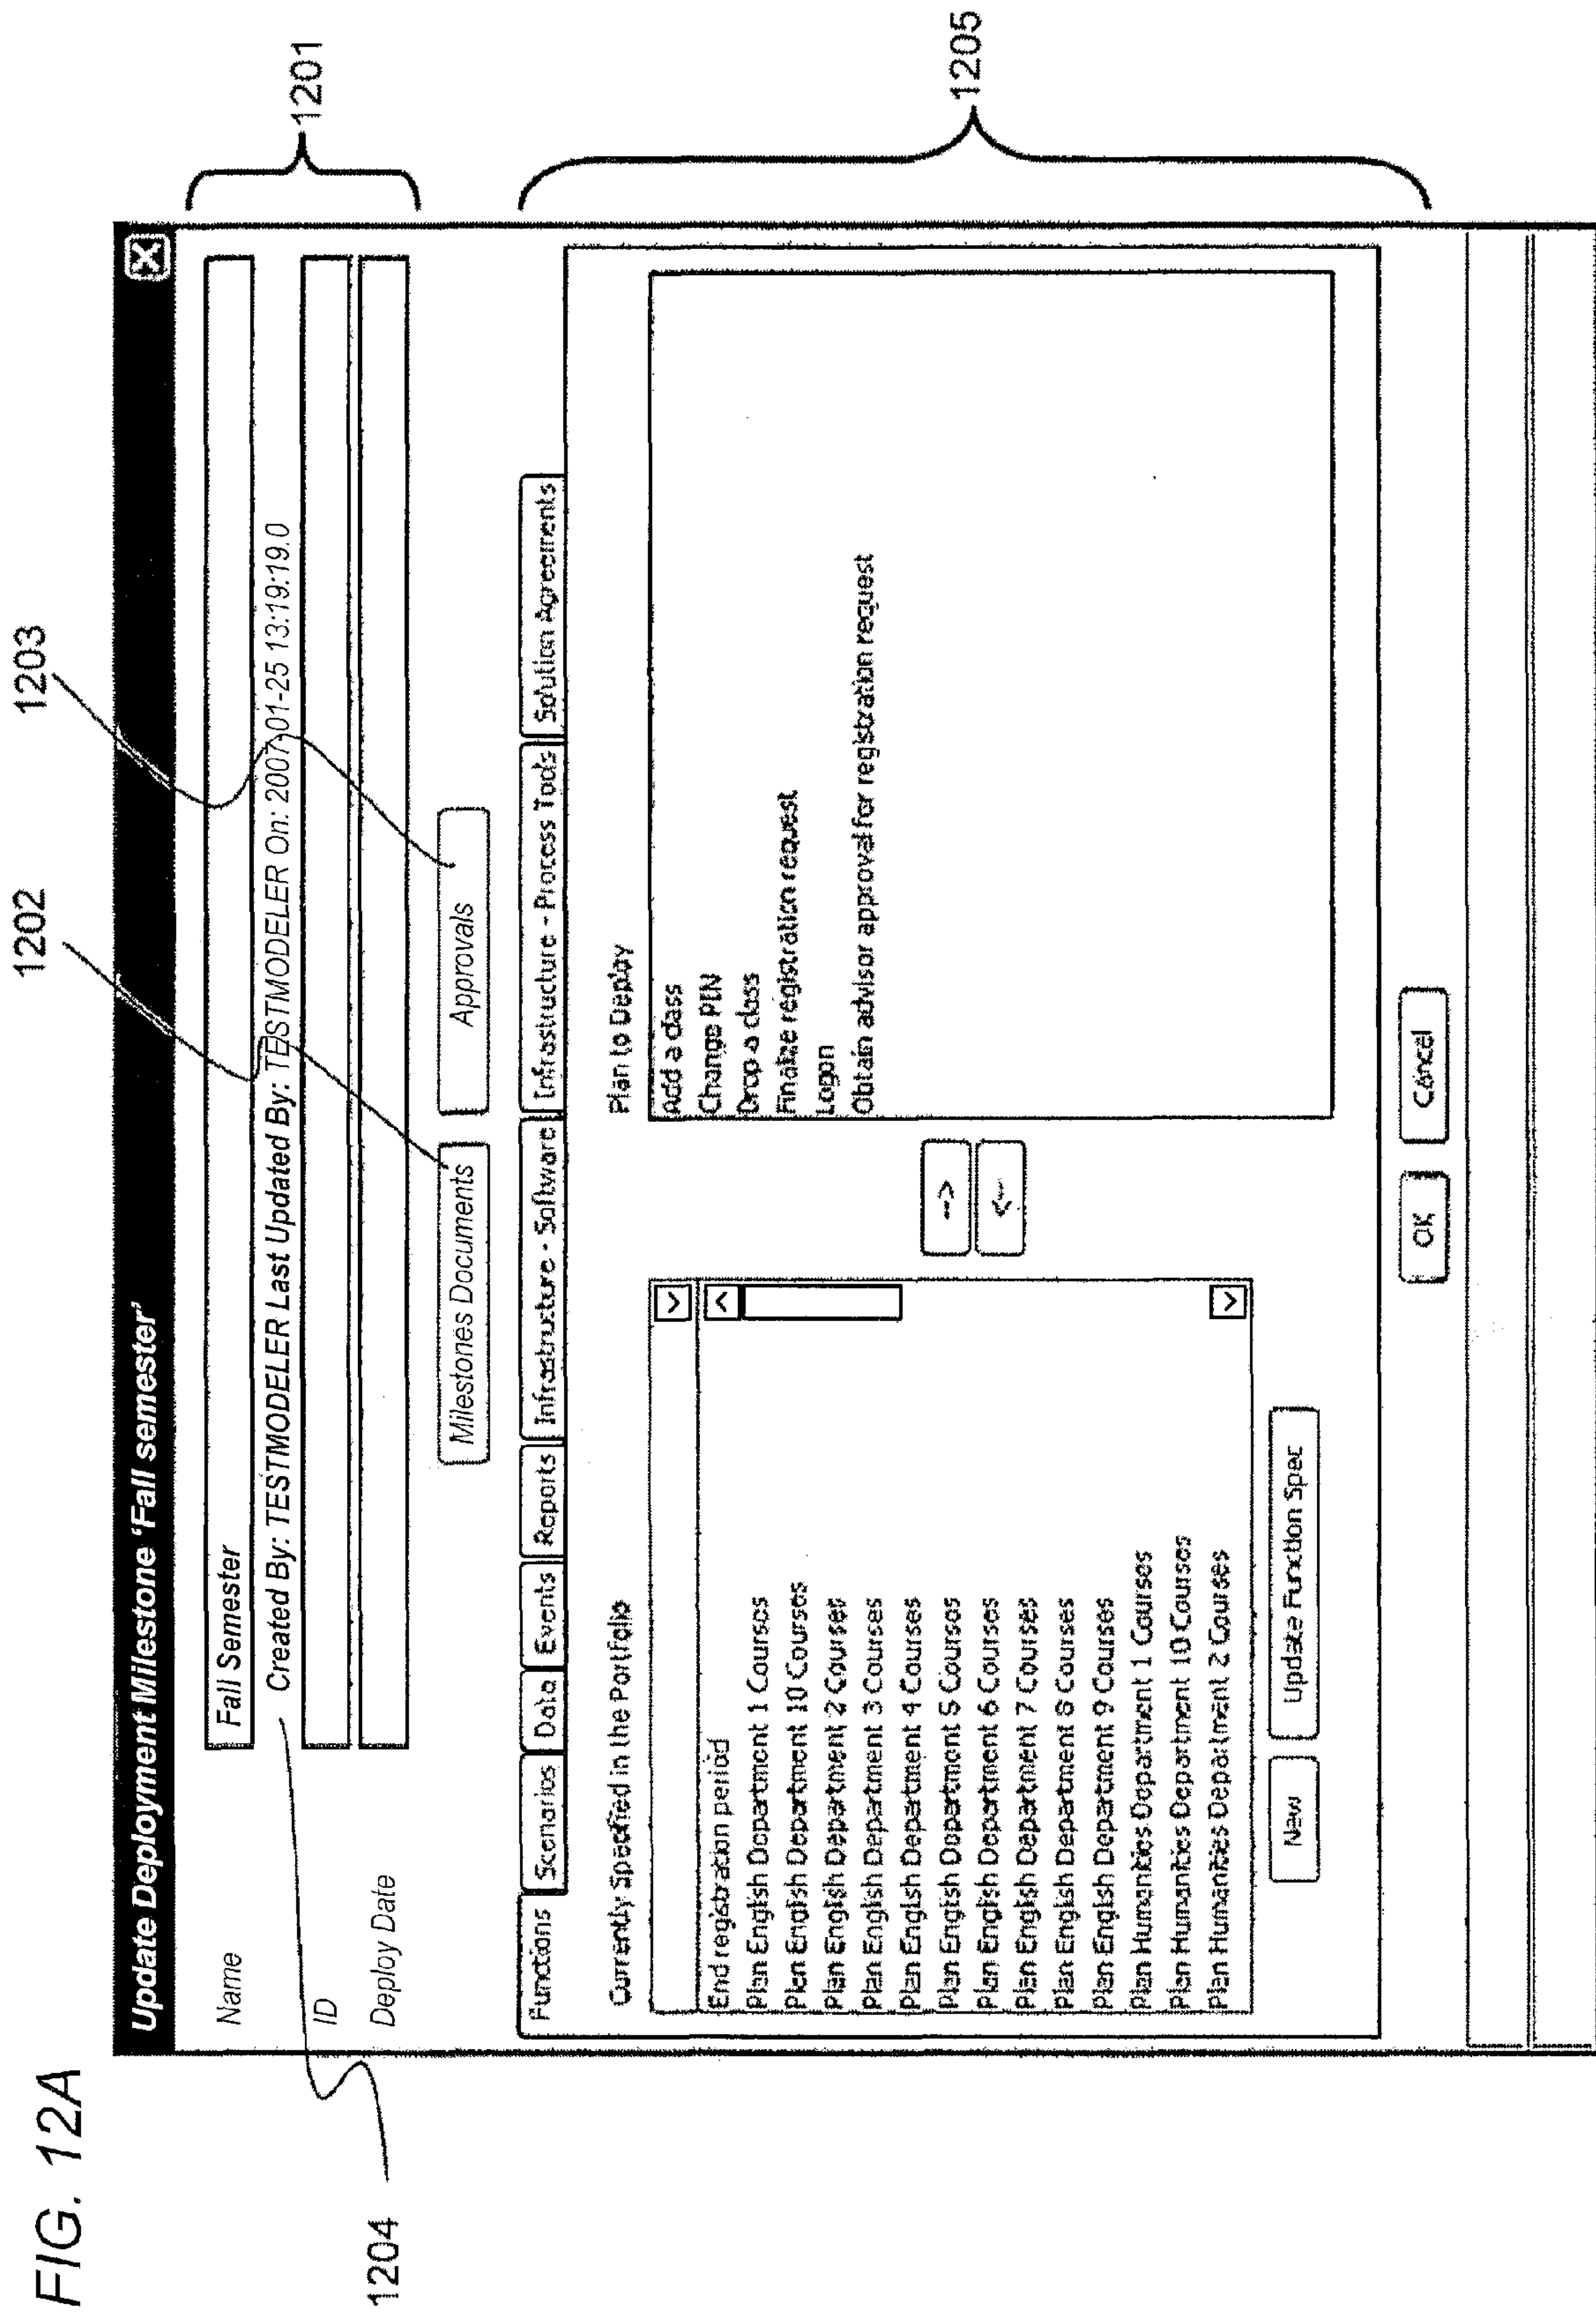 FIG. 12A
1202
1203
Update Deployment Milestone 'Fall semester'
X
Name
Fall Semester
1204
Created By: TESTMODELER Last Updated By: TESTMODELER On: 2007-01-25 13:19:19.0
ID
Deploy Date
1201
Milestones Documents
Approvals
Functions Scenarios Data Events Reports Infrastructure - Software Infrastructure - Process Tools Solution Agreements
Currently Specified in the Portfolio
End registration period
Plan English Department 1 Courses
Plan English Department 10 Courses
Plan English Department 2 Courses
Plan English Department 3 Courses
Plan English Department 4 Courses
Plan English Department 5 Courses
Plan English Department 6 Courses
Plan English Department 7 Courses
Plan English Department 8 Courses
Plan English Department 9 Courses
Plan Humanities Department 1 Courses
Plan Humanities Department 10 Courses
Plan Humanities Department 2 Courses
New
Update Function Spec
-->
<--
Plan to Deploy
Add a class
Change PIN
Drop a class
Finalize registration request
Logon
Obtain advisor approval for registration request
1205
OK
Cancel